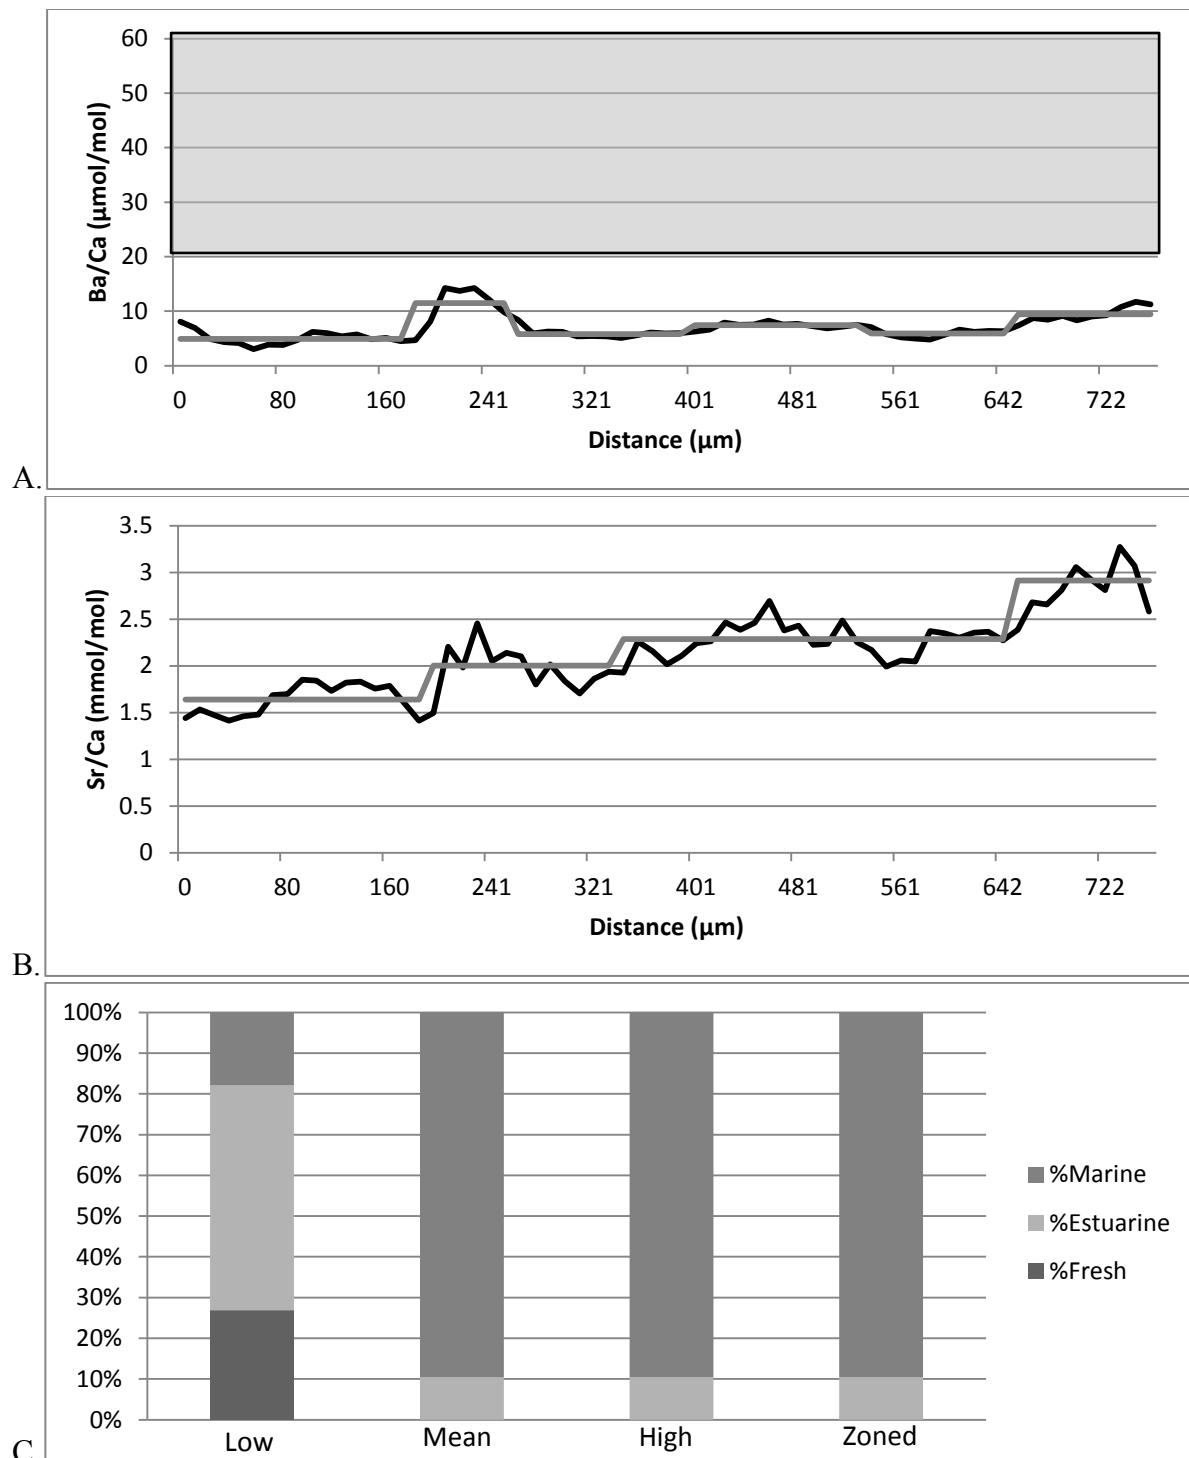 60
50
40
30
20
10
0
Ba/Ca (µmol/mol)
0 80 160 241 321 401 481 561 642 722
Distance (µm)
A.
3.5
3
2.5
2
1.5
1
0.5
0
Sr/Ca (mmol/mol)
0 80 160 241 321 401 481 561 642 722
Distance (µm)
B.
100%
90%
80%
70%
60%
50%
40%
30%
20%
10%
0%
%Marine
%Estuarine
%Fresh
Low Mean High Zoned
C